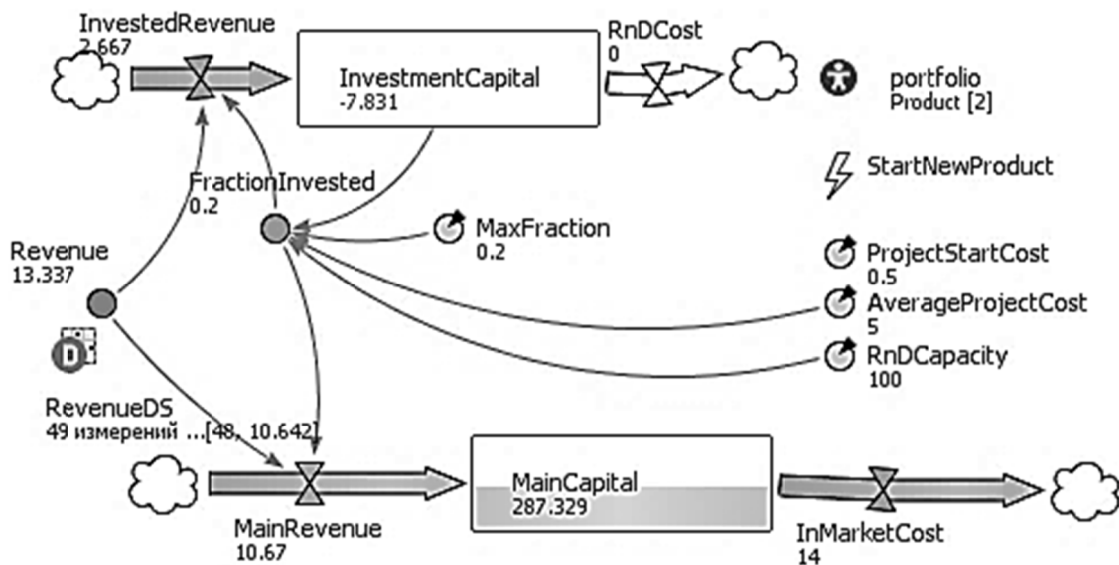 InvestedRevenue
2.667
RnDCost
0
InvestmentCapital
-7.831
portfolio
Product [2]
StartNewProduct
FractionInvested
0.2
MaxFraction
0.2
Revenue
13.337
ProjectStartCost
0.5
AverageProjectCost
5
RnDCapacity
100
D
RevenueDS
49 измерений ...[48, 10.642]
MainCapital
287.329
MainRevenue
10.67
InMarketCost
14